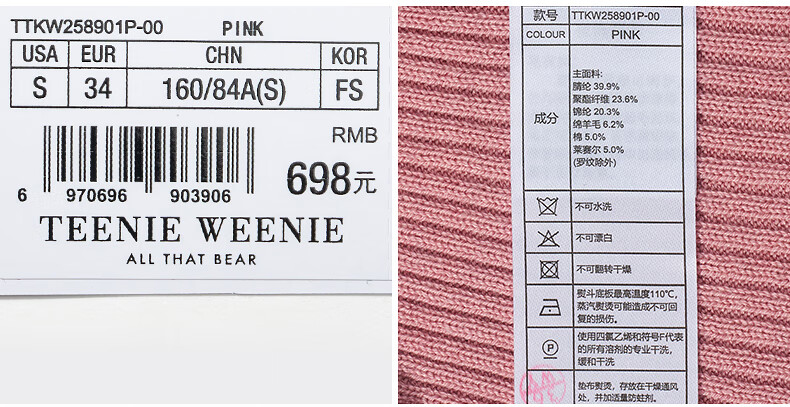 TTKW258901P-00 PINK
USA EUR CHN KOR
S 34 160/84A(S) FS
RMB
698元
6 970696 903906
TEENIE WEENIE
ALL THAT BEAR
款号 TTKW258901P-00
COLOUR PINK
成分
主面料:
腈纶 39.9%
聚酯纤维 23.6%
锦纶 20.3%
绵羊毛 6.2%
棉 5.0%
莱赛尔 5.0%
(罗纹除外)
不可水洗
不可漂白
不可翻转干燥
熨斗底板最高温度110℃,
蒸汽熨烫可能造成不可回
复的损伤。
P
使用四氯乙烯和符号F代表
的所有溶剂的专业干洗,
缓和干洗
垫布熨烫, 存放在干燥通风
处, 并加适量防蛀剂。